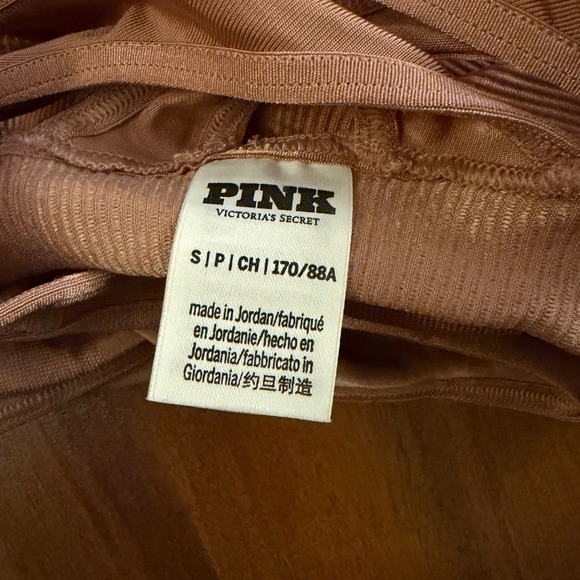 PINK
VICTORIA'S SECRET
S|P|CH|170/88A
made in Jordan/fabriqué
en Jordanie/hecho en
Jordania/fabbricato in
Giordania/约旦制造